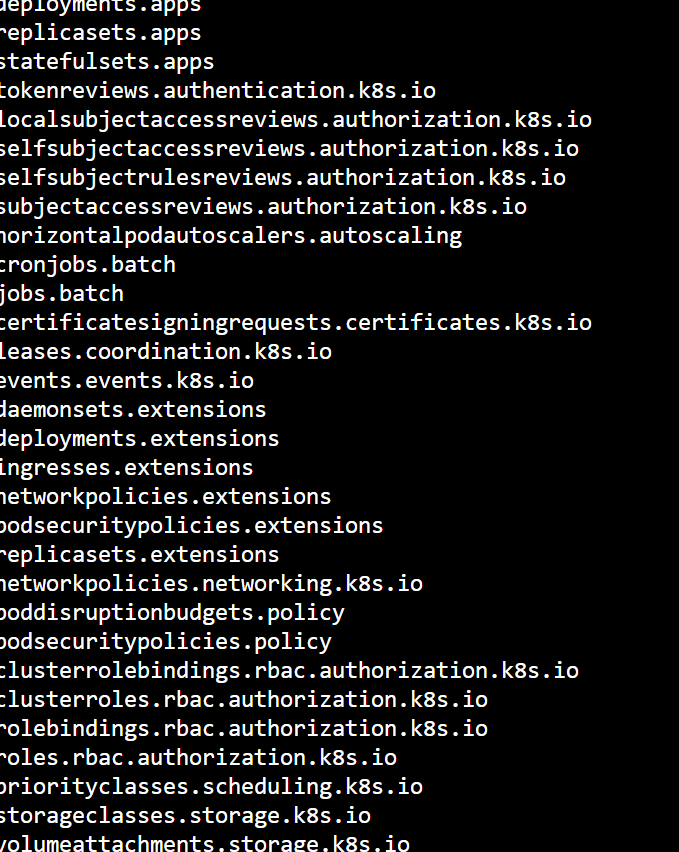 deployments.apps
replicasets.apps
statefulsets.apps
tokenreviews.authentication.k8s.io
localsubjectaccessreviews.authorization.k8s.io
selfsubjectaccessreviews.authorization.k8s.io
selfsubjectrulesreviews.authorization.k8s.io
subjectaccessreviews.authorization.k8s.io
horizontalpodautoscalers.autoscaling
cronjobs.batch
jobs.batch
certificatesigningrequests.certificates.k8s.io
leases.coordination.k8s.io
events.events.k8s.io
daemonsets.extensions
deployments.extensions
ingresses.extensions
networkpolicies.extensions
podsecuritypolicies.extensions
replicasets.extensions
networkpolicies.networking.k8s.io
poddisruptionbudgets.policy
podsecuritypolicies.policy
clusterrolebindings.rbac.authorization.k8s.io
clusterroles.rbac.authorization.k8s.io
rolebindings.rbac.authorization.k8s.io
roles.rbac.authorization.k8s.io
priorityclasses.scheduling.k8s.io
storageclasses.storage.k8s.io
volumeattachments.storage.k8s.io